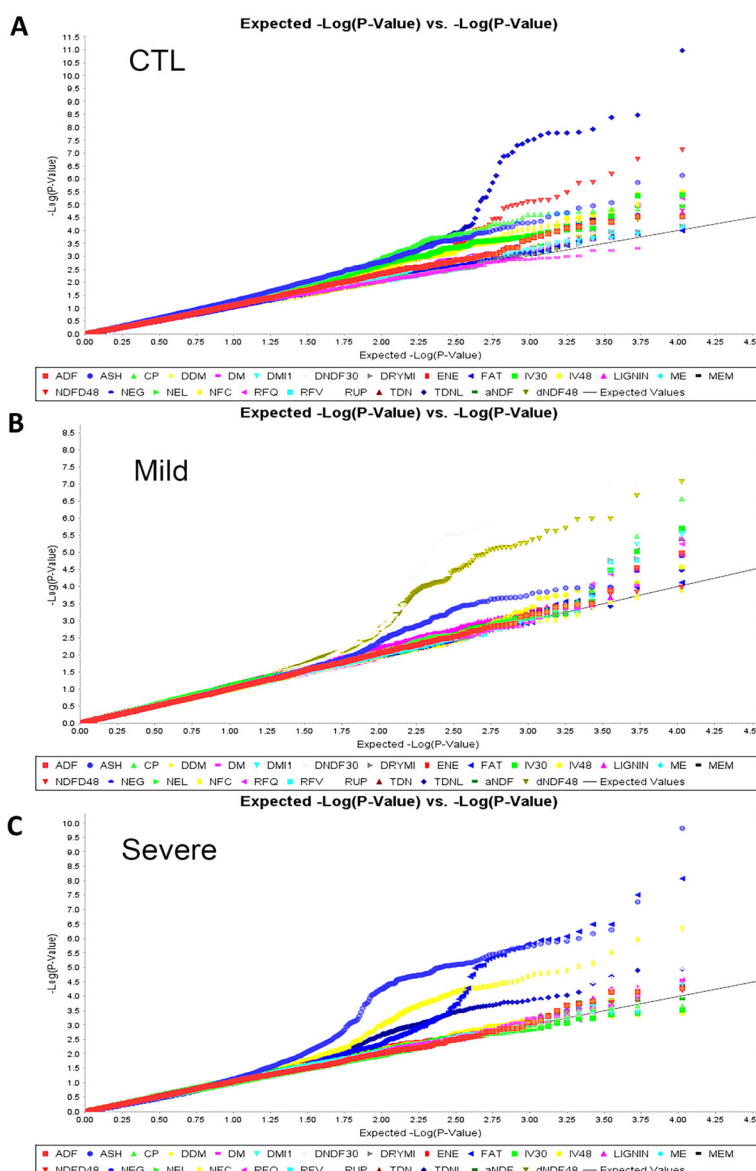 A
Expected -Log(P-Value) vs. -Log(P-Value)
CTL
-Log(P-Value)
11.5
11.0
10.5
10.0
9.5
9.0
8.5
8.0
7.5
7.0
6.5
6.0
5.5
5.0
4.5
4.0
3.5
3.0
2.5
2.0
1.5
1.0
0.5
0.0
0.00 0.25 0.50 0.75 1.00 1.25 1.50 1.75 2.00 2.25 2.50 2.75 3.00 3.25 3.50 3.75 4.00 4.25 4.5
Expected -Log(P-Value)
ADF ASH CP DDM DM DMI1 DNDF30 DRYMI ENE FAT IV30 IV48 LIGNIN ME MEM
NDFD48 NEG NEL NFC RFQ RFV RUP TDN TDNL aNDF dNDF48 Expected Values
B
Expected -Log(P-Value) vs. -Log(P-Value)
Mild
-Log(P-Value)
8.5
8.0
7.5
7.0
6.5
6.0
5.5
5.0
4.5
4.0
3.5
3.0
2.5
2.0
1.5
1.0
0.5
0.0
0.00 0.25 0.50 0.75 1.00 1.25 1.50 1.75 2.00 2.25 2.50 2.75 3.00 3.25 3.50 3.75 4.00 4.25 4.5
Expected -Log(P-Value)
ADF ASH CP DDM DM DMI1 DNDF30 DRYMI ENE FAT IV30 IV48 LIGNIN ME MEM
NDFD48 NEG NEL NFC RFQ RFV RUP TDN TDNL aNDF dNDF48 Expected Values
C
Expected -Log(P-Value) vs. -Log(P-Value)
Severe
-Log(P-Value)
10.0
9.5
9.0
8.5
8.0
7.5
7.0
6.5
6.0
5.5
5.0
4.5
4.0
3.5
3.0
2.5
2.0
1.5
1.0
0.5
0.0
0.00 0.25 0.50 0.75 1.00 1.25 1.50 1.75 2.00 2.25 2.50 2.75 3.00 3.25 3.50 3.75 4.00 4.25 4.5
Expected -Log(P-Value)
ADF ASH CP DDM DM DMI1 DNDF30 DRYMI ENE FAT IV30 IV48 LIGNIN ME MEM
NDFD48 NEG NEL NFC RFQ RFV RUP TDN TDNL aNDF dNDF48 Expected Values